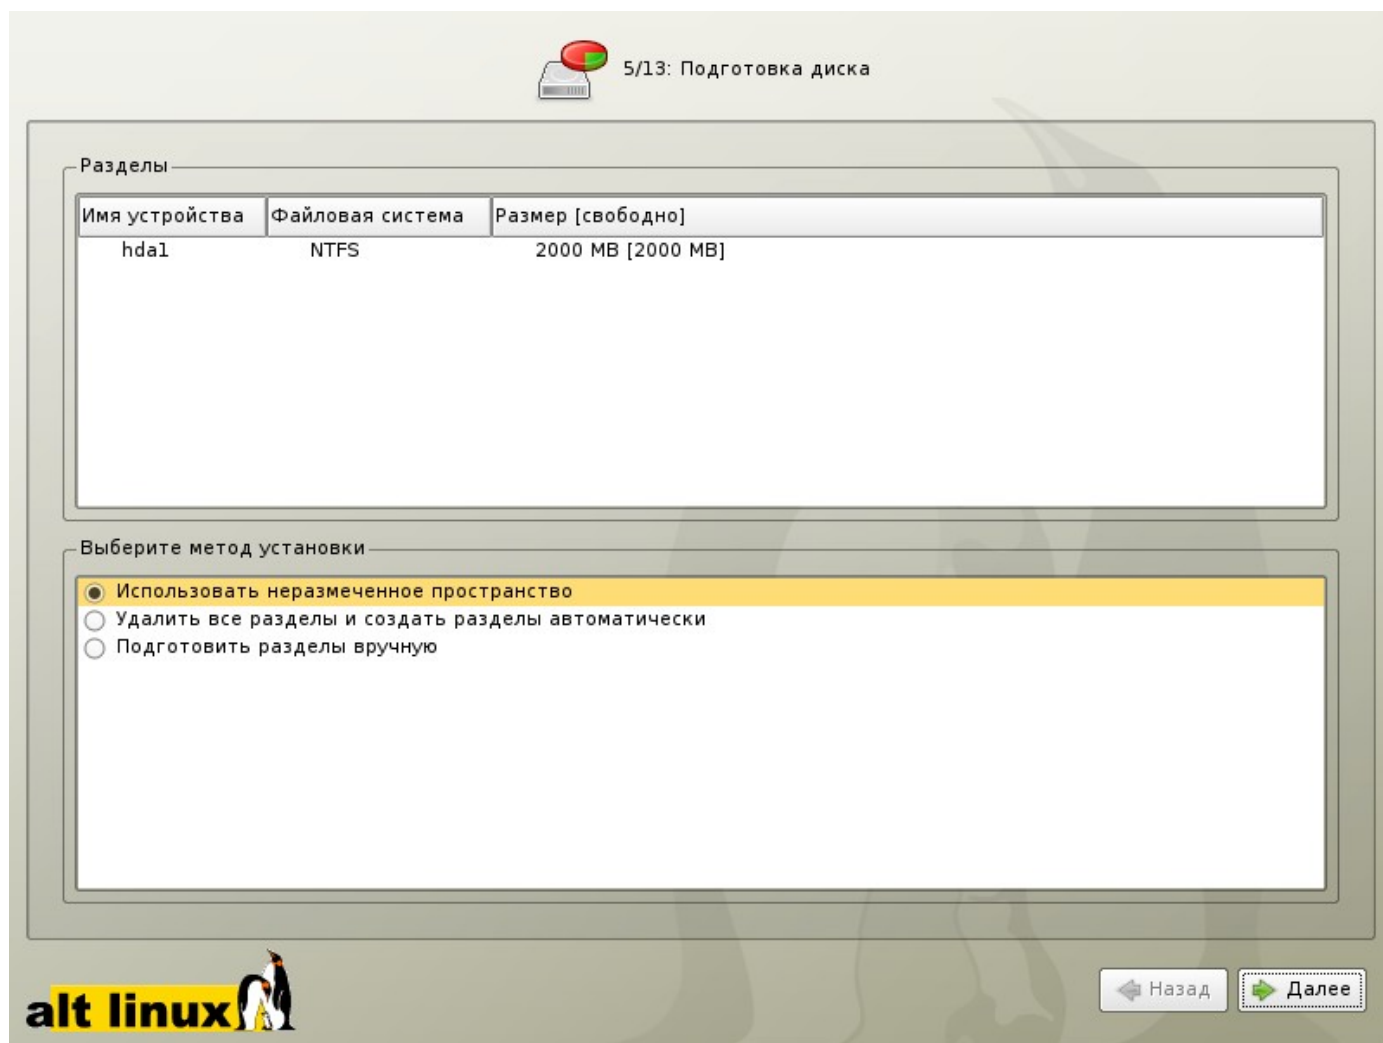 5/13: Подготовка диска
Разделы
Имя устройства Файловая система Размер [свободно]
hda1 NTFS 2000 MB [2000 MB]
Выберите метод установки
Использовать неразмеченное пространство
Удалить все разделы и создать разделы автоматически
Подготовить разделы вручную
alt linux
Назад Далее